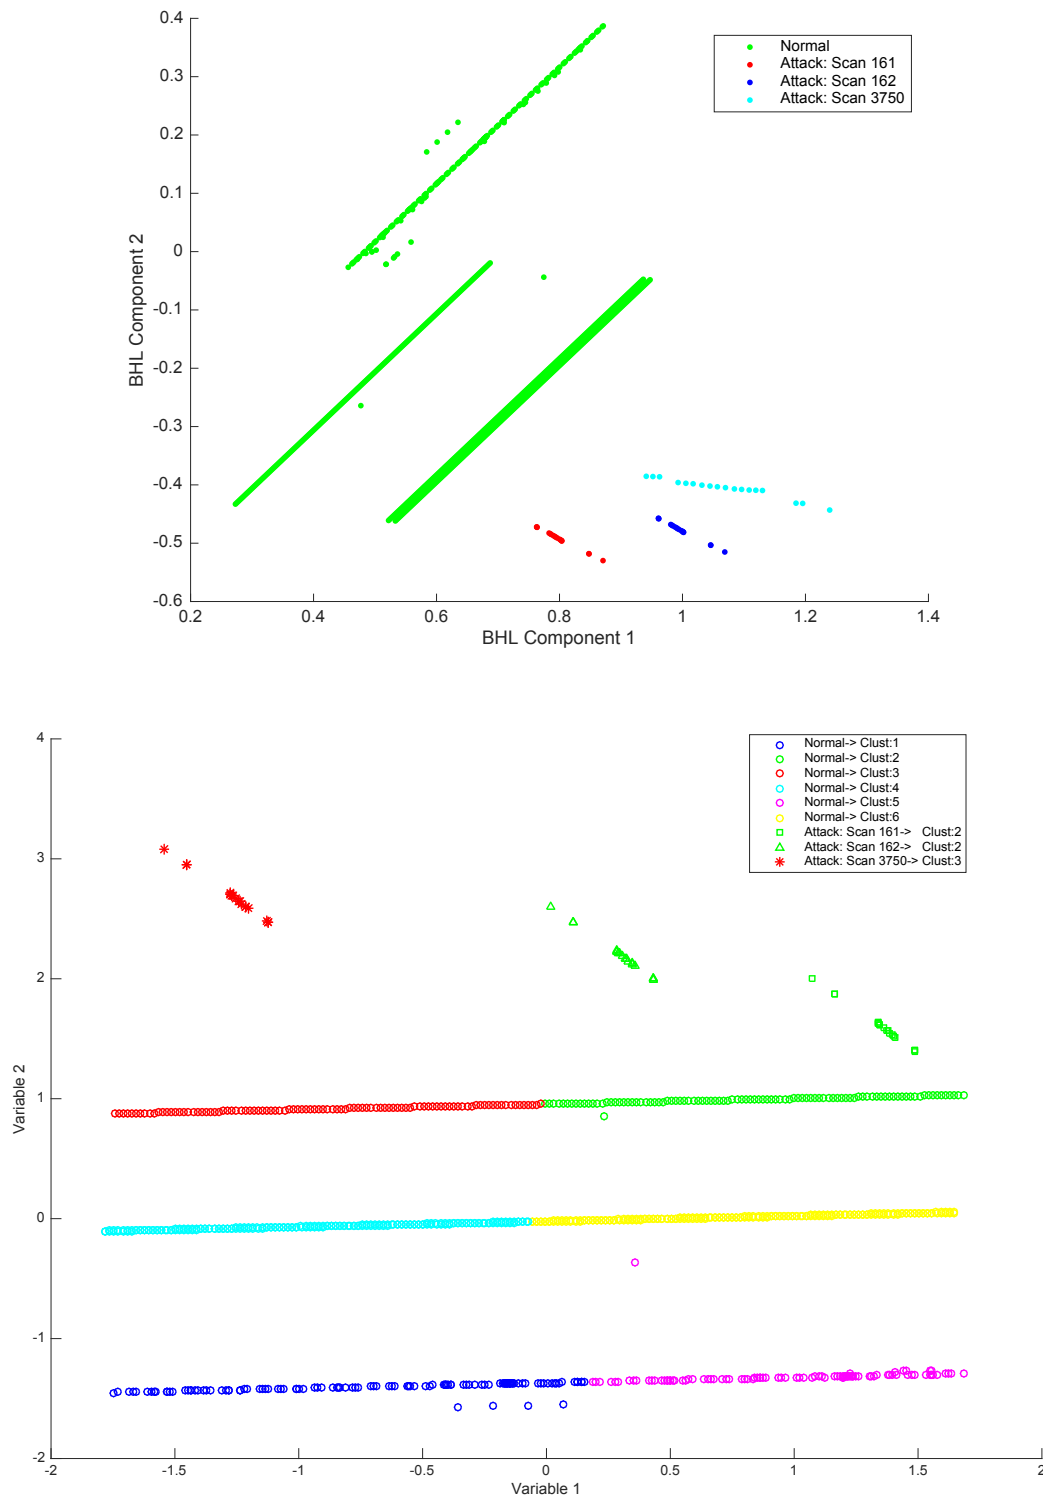 0.4
Normal
Attack: Scan 161
Attack: Scan 162
Attack: Scan 3750
0.3
0.2
0.1
0
-0.1
-0.2
-0.3
-0.4
-0.5
-0.6
BHL Component 2
0.2 0.4 0.6 0.8 1 1.2 1.4
BHL Component 1
4
Normal-> Clust:1
Normal-> Clust:2
Normal-> Clust:3
Normal-> Clust:4
Normal-> Clust:5
Normal-> Clust:6
Attack: Scan 161-> Clust:2
Attack: Scan 162-> Clust:2
Attack: Scan 3750-> Clust:3
3
2
1
0
-1
-2
Variable 2
-2 -1.5 -1 -0.5 0 0.5 1 1.5 2
Variable 1